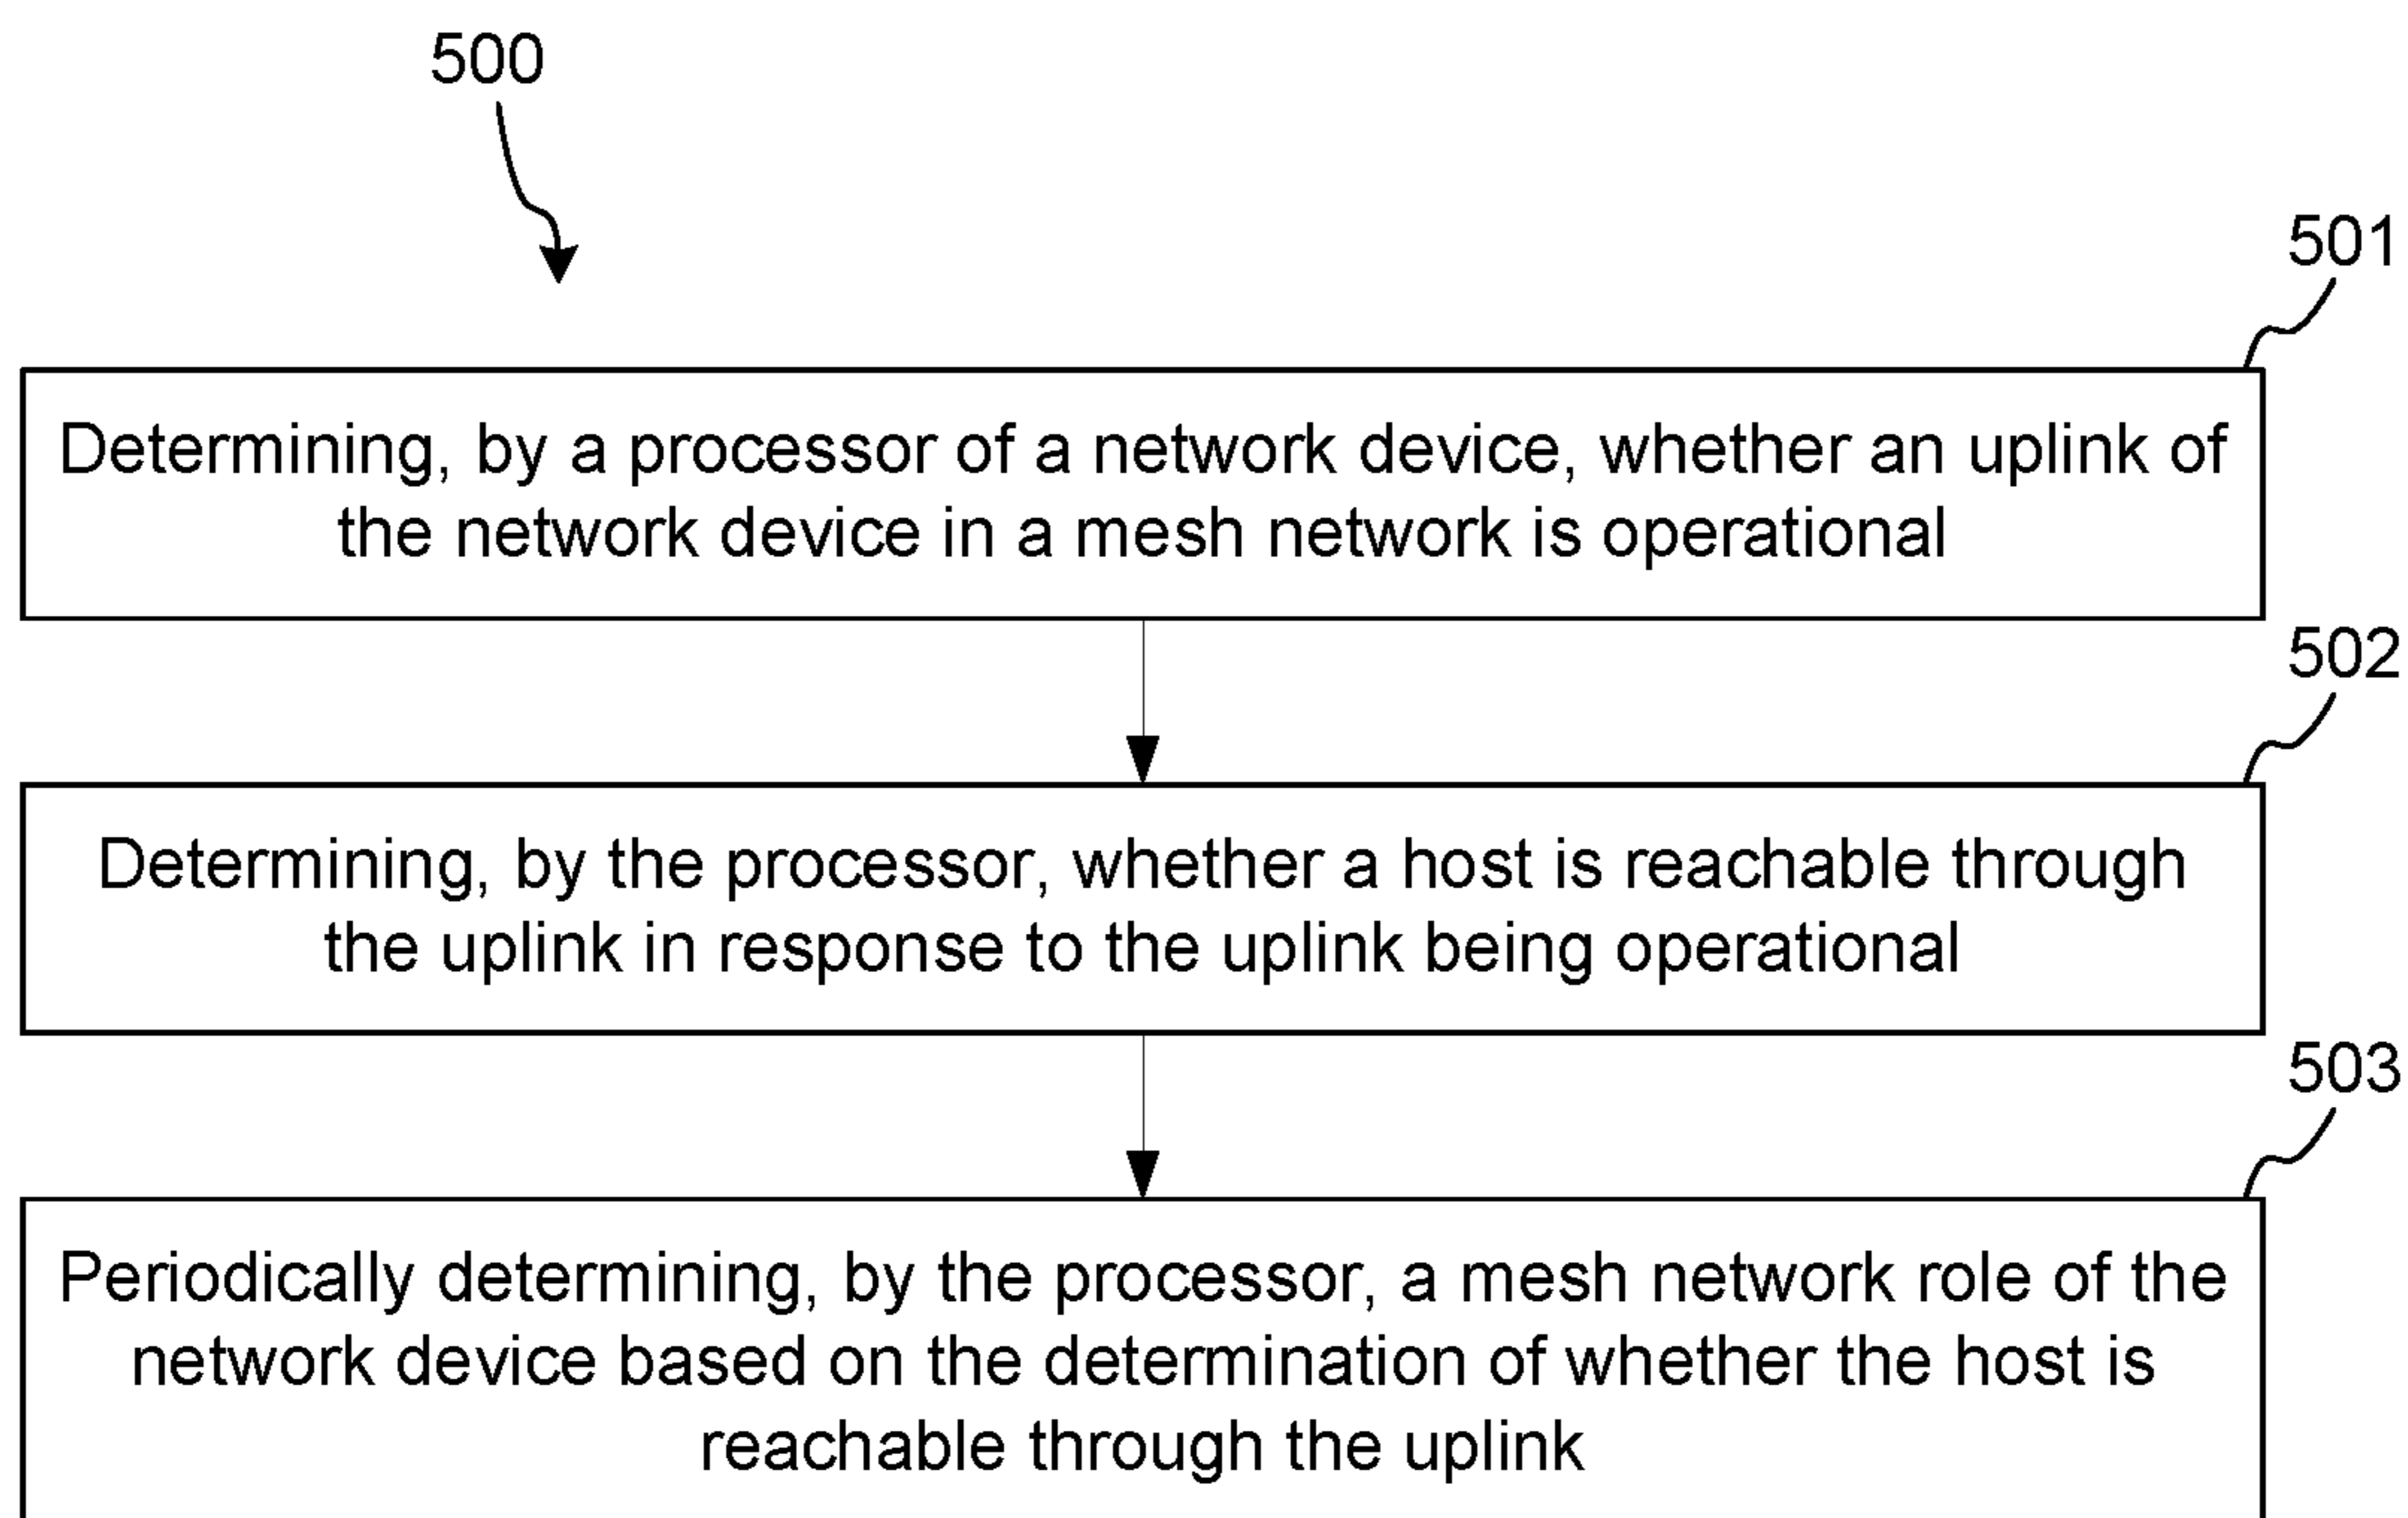 500
501
Determining, by a processor of a network device, whether an uplink of
the network device in a mesh network is operational
502
Determining, by the processor, whether a host is reachable through
the uplink in response to the uplink being operational
503
Periodically determining, by the processor, a mesh network role of the
network device based on the determination of whether the host is
reachable through the uplink